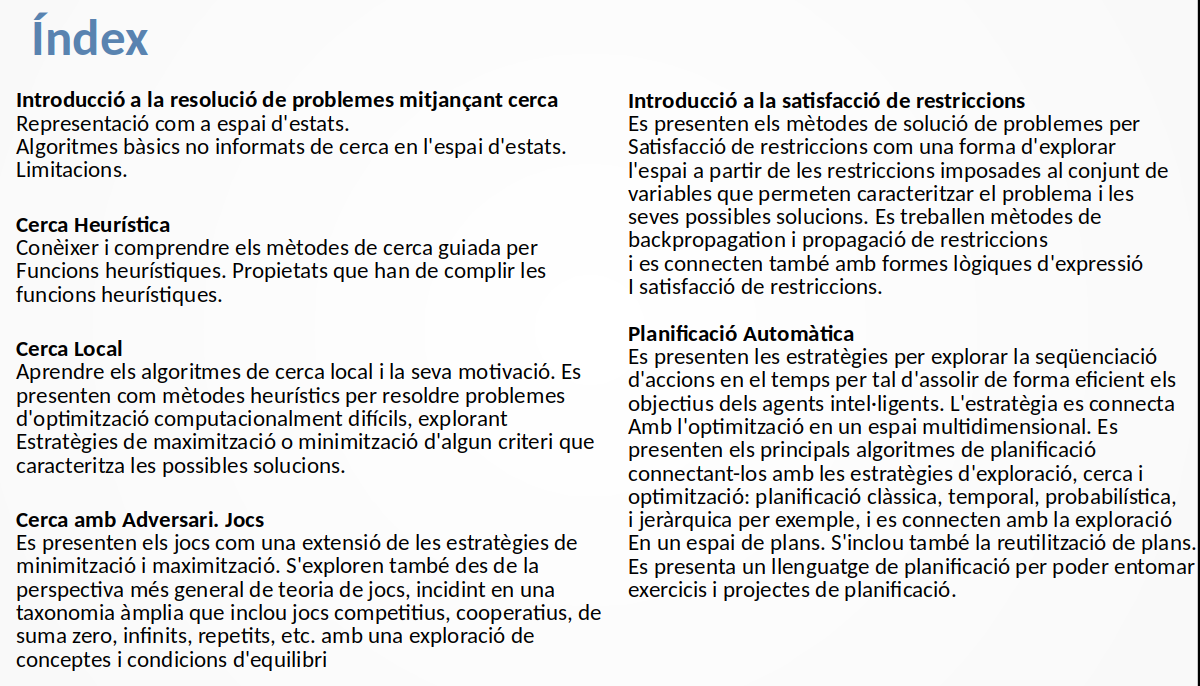 Índex
Introducció a la resolució de problemes mitjançant cerca
Representació com a espai d'estats.
Algoritmes bàsics no informats de cerca en l'espai d'estats.
Limitacions.
Cerca Heurística
Conèixer i comprendre els mètodes de cerca guiada per
Funcions heurístiques. Propietats que han de complir les
funcions heurístiques.
Cerca Local
Aprendre els algoritmes de cerca local i la seva motivació. Es
presenten com mètodes heurístics per resoldre problemes
d'optimització computacionalment difícils, explorant
Estratègies de maximització o minimització d'algun criteri que
caracteritza les possibles solucions.
Cerca amb Adversari. Jocs
Es presenten els jocs com una extensió de les estratègies de
minimització i maximització. S'exploren també des de la
perspectiva més general de teoria de jocs, incidint en una
taxonomia àmplia que inclou jocs competitius, cooperatius, de
suma zero, infinits, repetits, etc. amb una exploració de
conceptes i condicions d'equilibri
Introducció a la satisfacció de restriccions
Es presenten els mètodes de solució de problemes per
Satisfacció de restriccions com una forma d'explorar
l'espai a partir de les restriccions imposades al conjunt de
variables que permeten caracteritzar el problema i les
seves possibles solucions. Es treballen mètodes de
backpropagation i propagació de restriccions
i es connecten també amb formes lògiques d'expressió
I satisfacció de restriccions.
Planificació Automàtica
Es presenten les estratègies per explorar la seqüenciació
d'accions en el temps per tal d'assolir de forma eficient els
objectius dels agents intel·ligents. L'estratègia es connecta
Amb l'optimització en un espai multidimensional. Es
presenten els principals algoritmes de planificació
connectant-los amb les estratègies d'exploració, cerca i
optimització: planificació clàssica, temporal, probabilística,
i jeràrquica per exemple, i es connecten amb la exploració
En un espai de plans. S'inclou també la reutilització de plans.
Es presenta un llenguatge de planificació per poder entomar
exercicis i projectes de planificació.